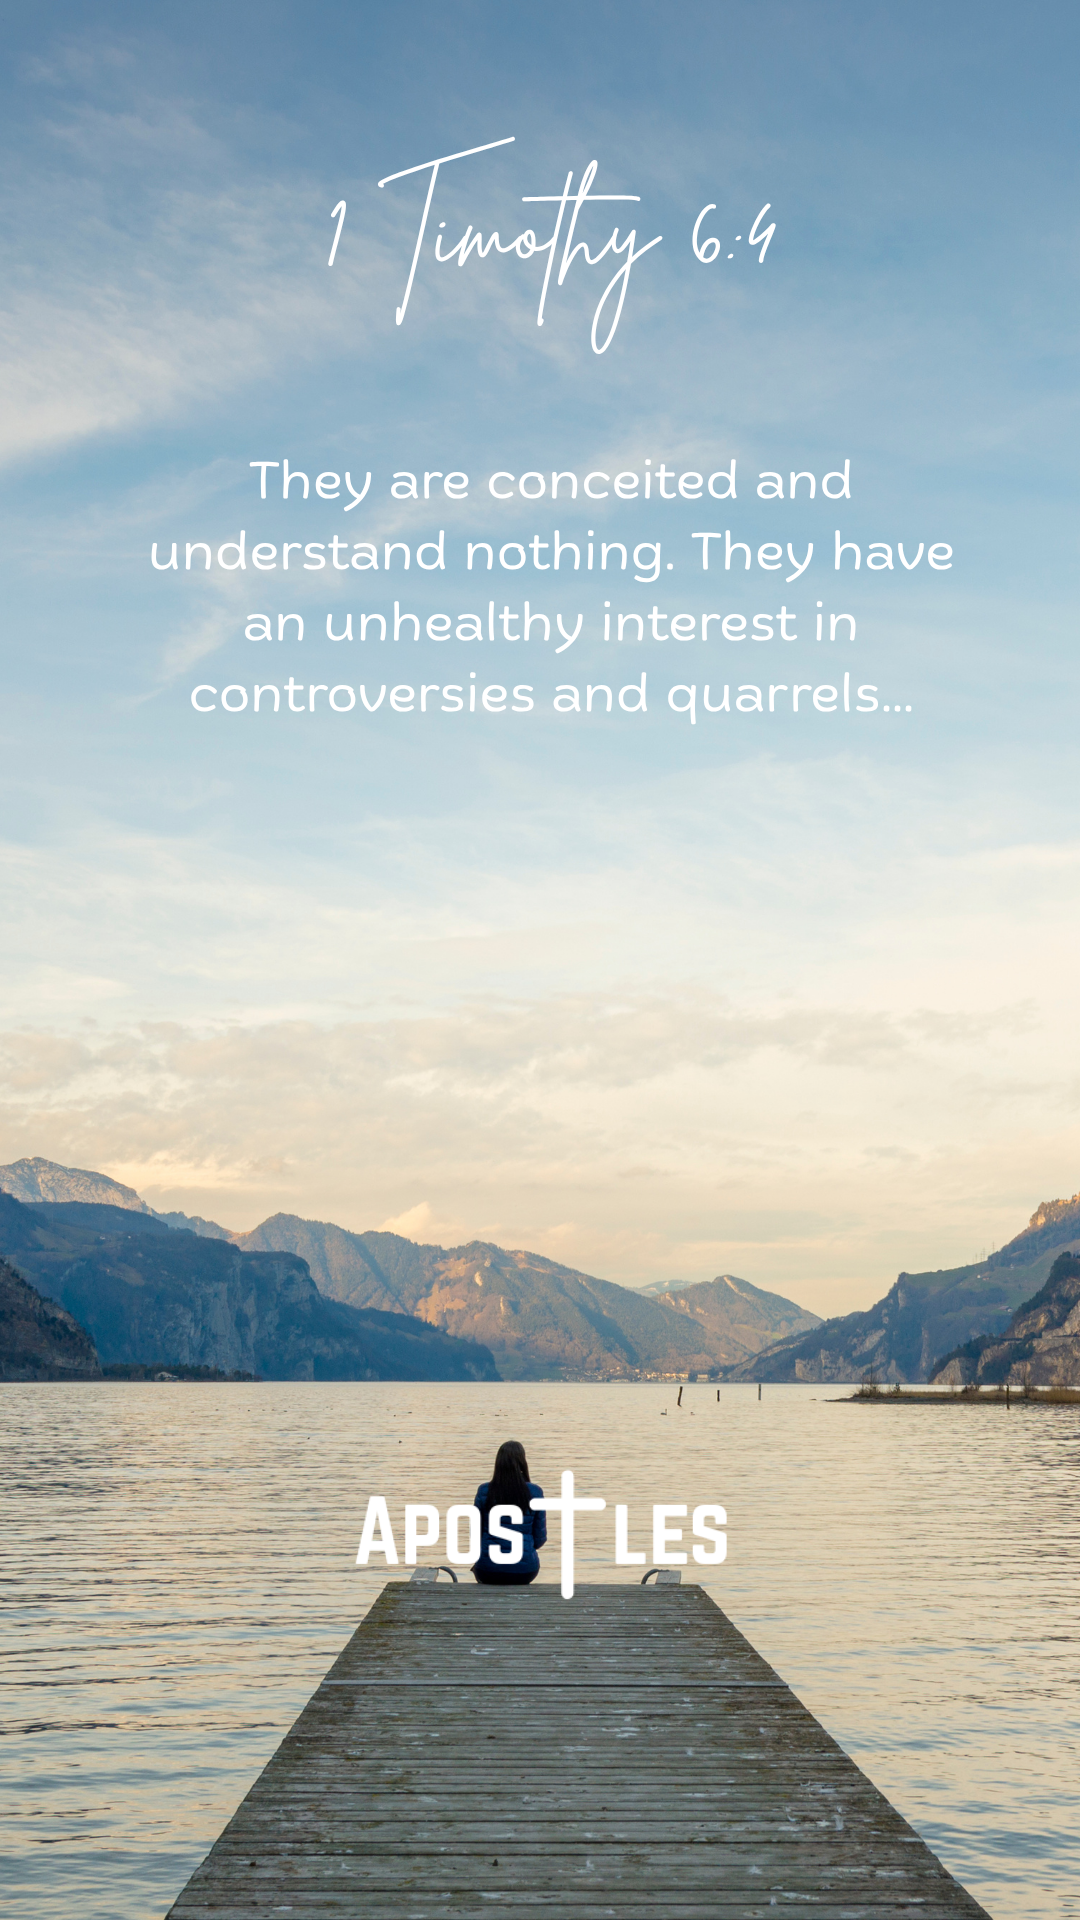 1 Timothy 6:4
They are conceited and
understand nothing. They have
an unhealthy interest in
controversies and quarrels...
APOSTLES